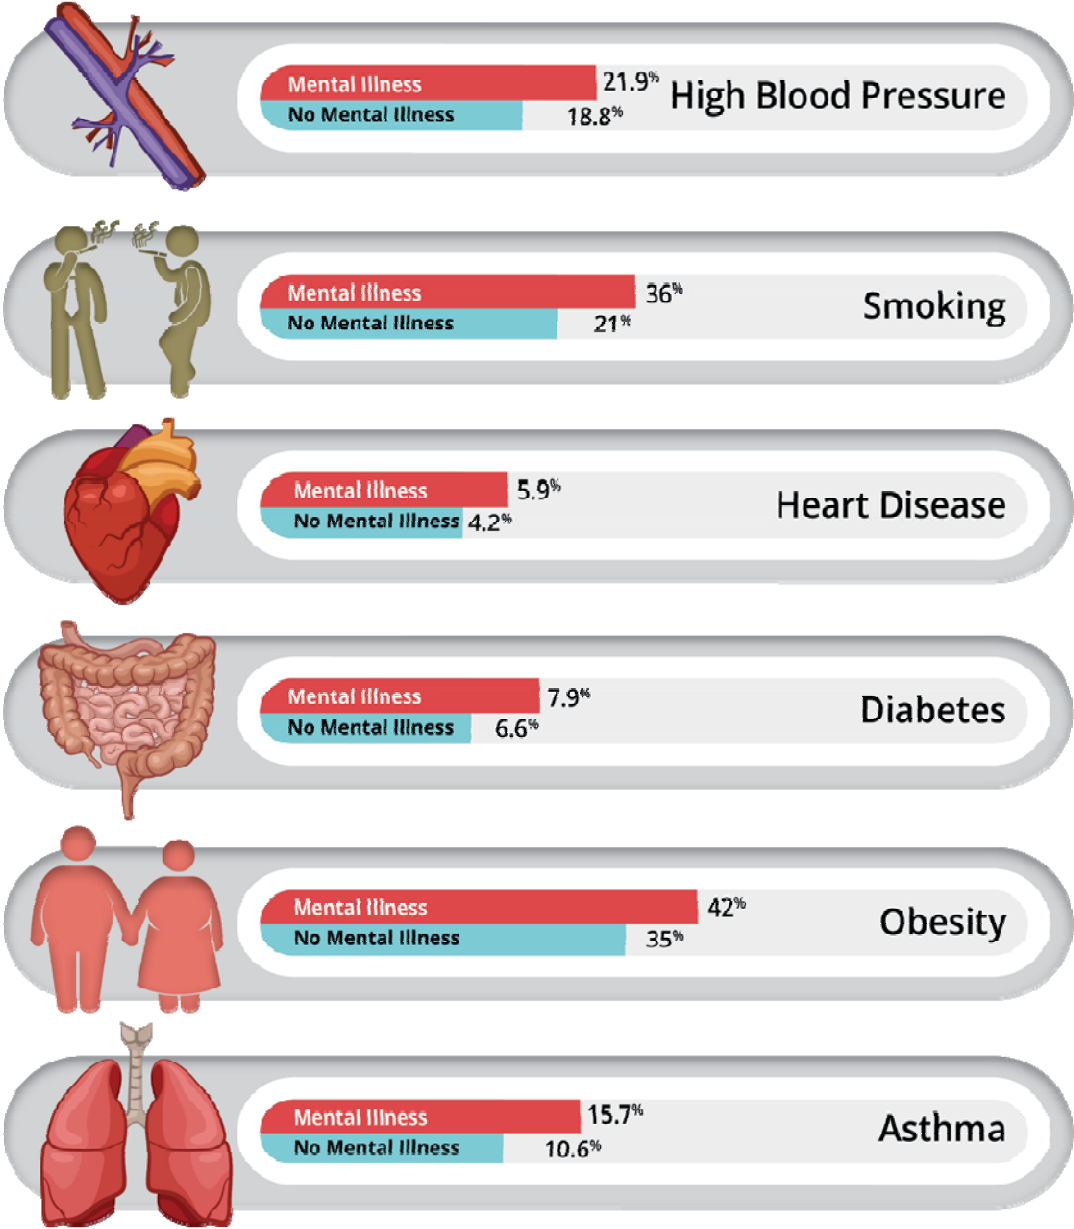 Mental Illness 21.9% High Blood Pressure
No Mental Illness 18.8%
Mental Illness 36% Smoking
No Mental Illness 21%
Mental Illness 5.9% Heart Disease
No Mental Illness 4.2%
Mental Illness 7.9% Diabetes
No Mental Illness 6.6%
Mental Illness 42% Obesity
No Mental Illness 35%
Mental Illness 15.7% Asthma
No Mental Illness 10.6%